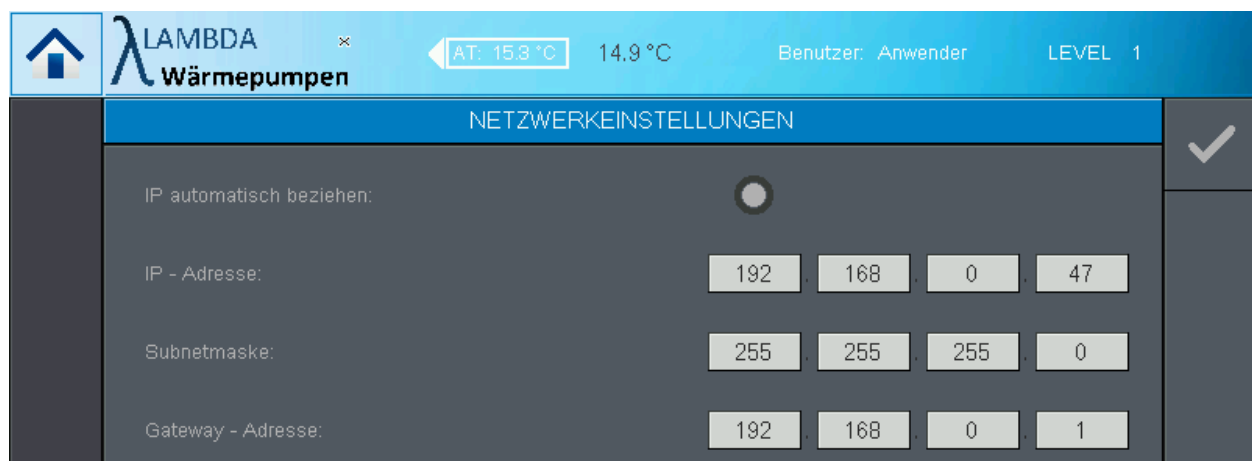 LAMBDA
Wärmepumpen
AT: 15.3 °C 14.9 °C Benutzer: Anwender LEVEL 1
NETZWERKEINSTELLUNGEN
IP automatisch beziehen:
IP - Adresse: 192 . 168 . 0 . 47
Subnetmaske: 255 . 255 . 255 . 0
Gateway - Adresse: 192 . 168 . 0 . 1